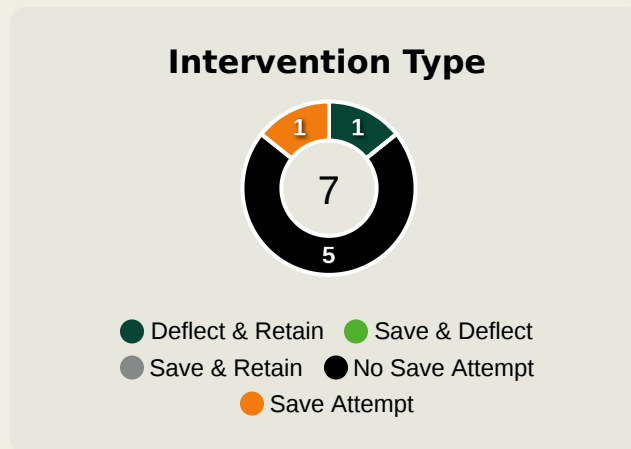 Intervention Type
1 1
7
5
Deflect & Retain Save & Deflect
Save & Retain No Save Attempt
Save Attempt